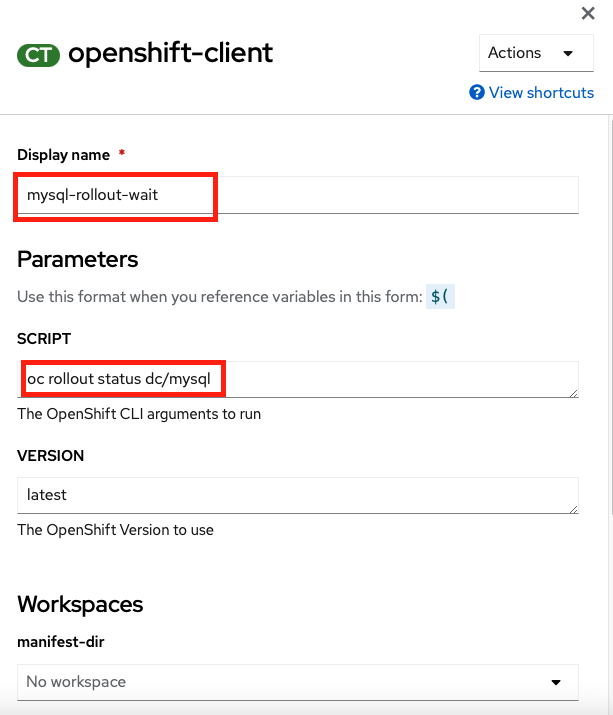 CT openshift-client
Actions
View shortcuts
Display name *
mysql-rollout-wait
Parameters
Use this format when you reference variables in this form: $(
SCRIPT
oc rollout status dc/mysql
The OpenShift CLI arguments to run
VERSION
latest
The OpenShift Version to use
Workspaces
manifest-dir
No workspace